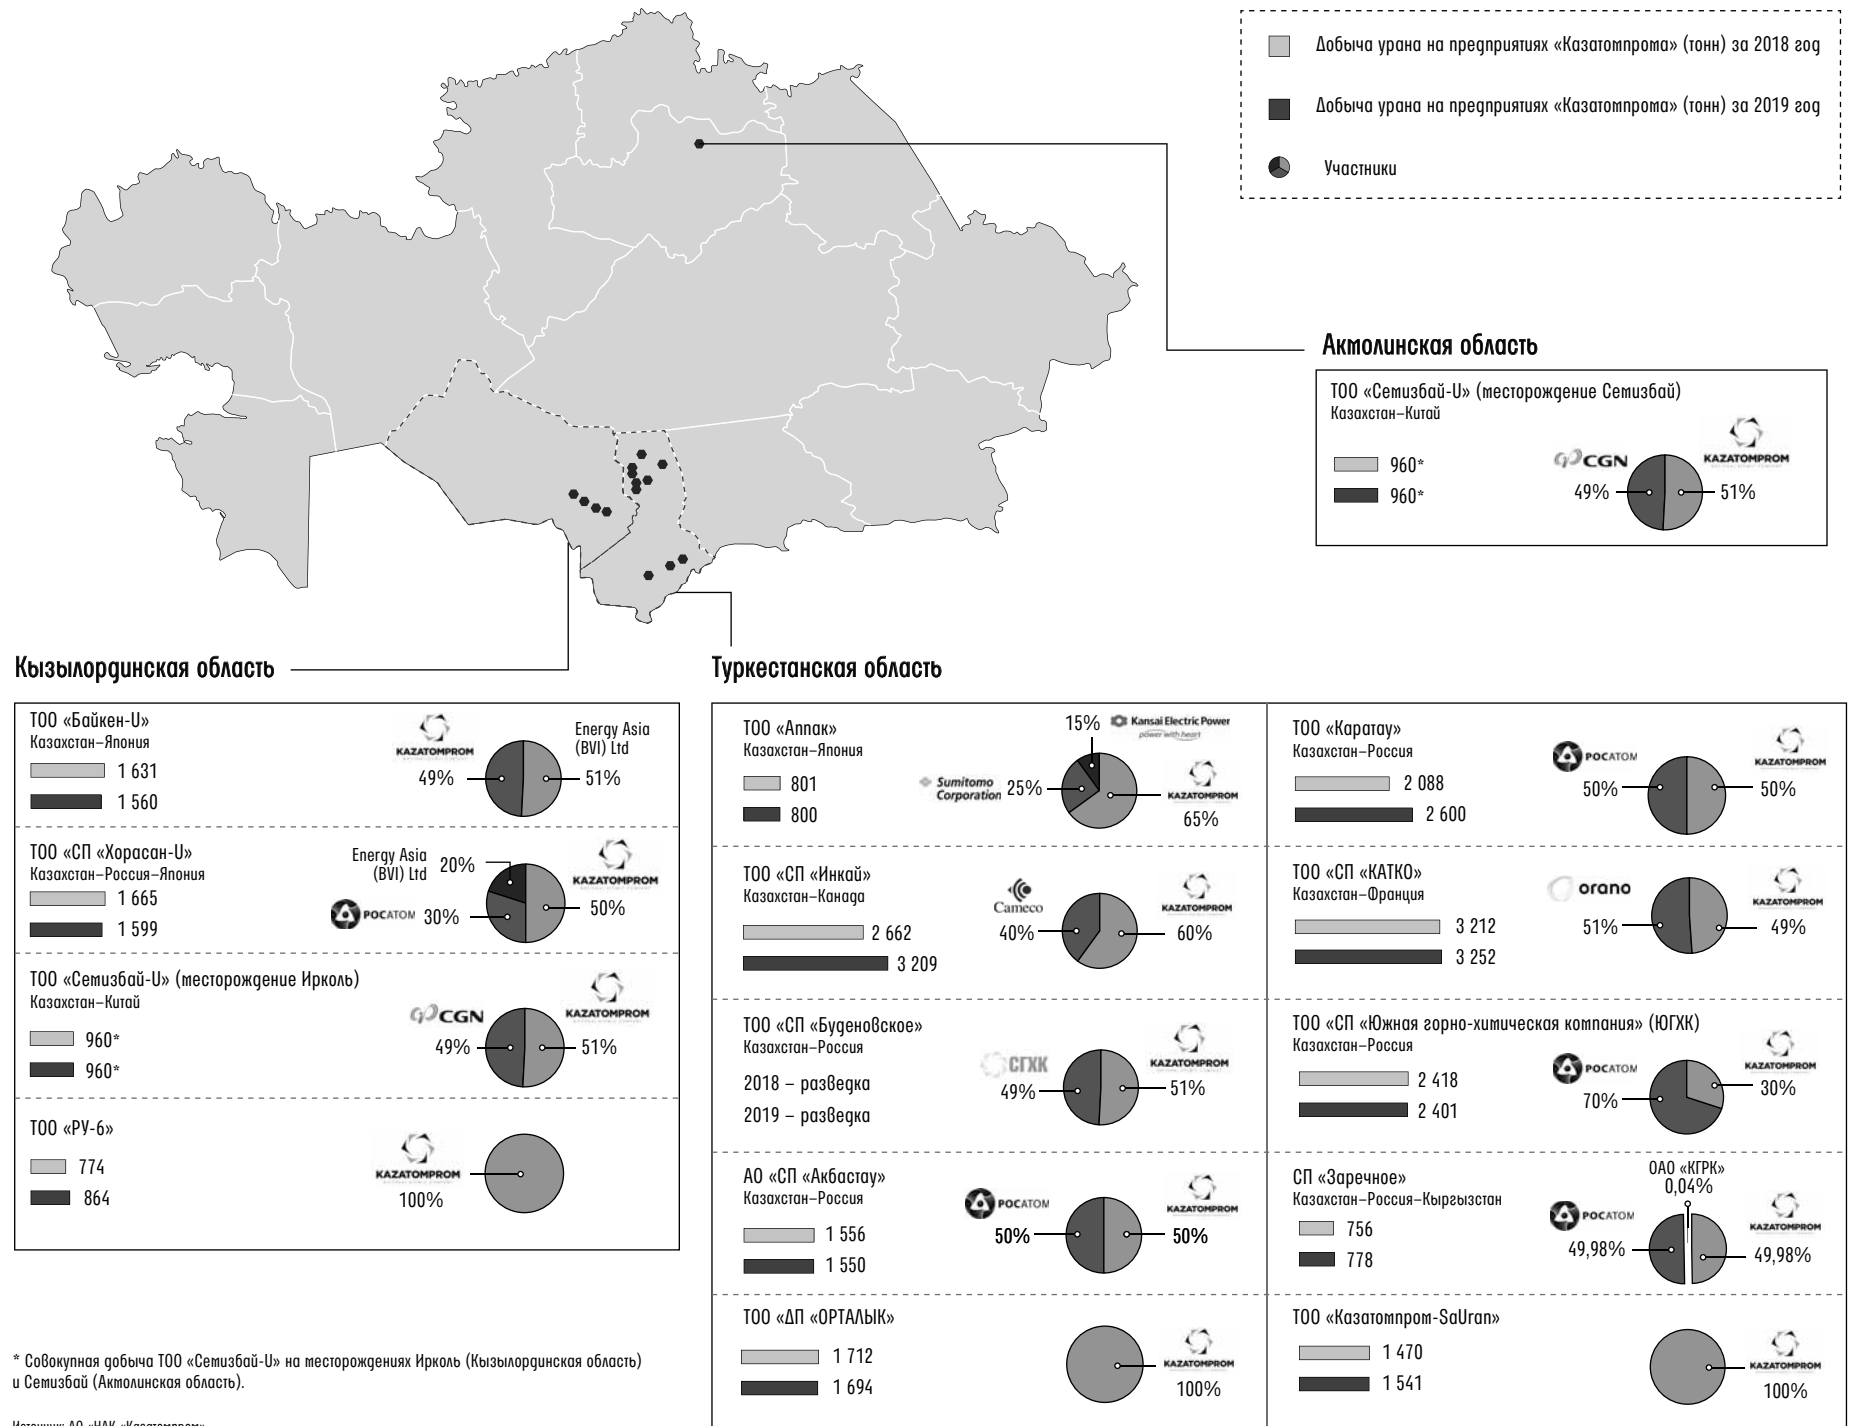 Добыча урана на предприятиях «Казатомпрома» (тонн) за 2018 год
Добыча урана на предприятиях «Казатомпрома» (тонн) за 2019 год
Участники
Акмолинская область
ТОО «Семизбай-U» (месторождение Семизбай)
Казахстан–Китай
960*
960*
CGN
49%
KAZATOMPROM
51%
Кызылординская область
ТОО «Байкен-U»
Казахстан–Япония
1 631
1 560
KAZATOMPROM
49%
Energy Asia
(BVI) Ltd
51%
ТОО «СП «Хорасан-U»
Казахстан–Россия–Япония
1 665
1 599
Energy Asia
(BVI) Ltd
20%
РОСАТОМ
30%
KAZATOMPROM
50%
ТОО «Семизбай-U» (месторождение Ирколь)
Казахстан–Китай
960*
960*
CGN
49%
KAZATOMPROM
51%
ТОО «РУ-6»
774
864
KAZATOMPROM
100%
* Совокупная добыча ТОО «Семизбай-U» на месторождениях Ирколь (Кызылординская область)
и Семизбай (Акмолинская область).
Источник: АО «НАК «Казатомпром»
Туркестанская область
ТОО «Аппак»
Казахстан–Япония
801
800
15%
Kansai Electric Power
power with heart
Sumitomo
Corporation
25%
KAZATOMPROM
65%
ТОО «СП «Инкай»
Казахстан–Канада
2 662
3 209
Cameco
40%
KAZATOMPROM
60%
ТОО «СП «Буденовское»
Казахстан–Россия
2018 – разведка
2019 – разведка
СГХК
49%
KAZATOMPROM
51%
АО «СП «Акбастау»
Казахстан–Россия
1 556
1 550
РОСАТОМ
50%
KAZATOMPROM
50%
ТОО «ДП «ОРТАЛЫК»
1 712
1 694
KAZATOMPROM
100%
ТОО «Каратау»
Казахстан–Россия
2 088
2 600
РОСАТОМ
50%
KAZATOMPROM
50%
ТОО «СП «КАТКО»
Казахстан–Франция
3 212
3 252
orano
51%
KAZATOMPROM
49%
ТОО «СП «Южная горно-химическая компания» (ЮГХК)
Казахстан–Россия
2 418
2 401
РОСАТОМ
70%
KAZATOMPROM
30%
СП «Заречное»
Казахстан–Россия–Кыргызстан
756
778
ОАО «КГРК»
0,04%
РОСАТОМ
49,98%
KAZATOMPROM
49,98%
ТОО «Казатомпром-SaUran»
1 470
1 541
KAZATOMPROM
100%